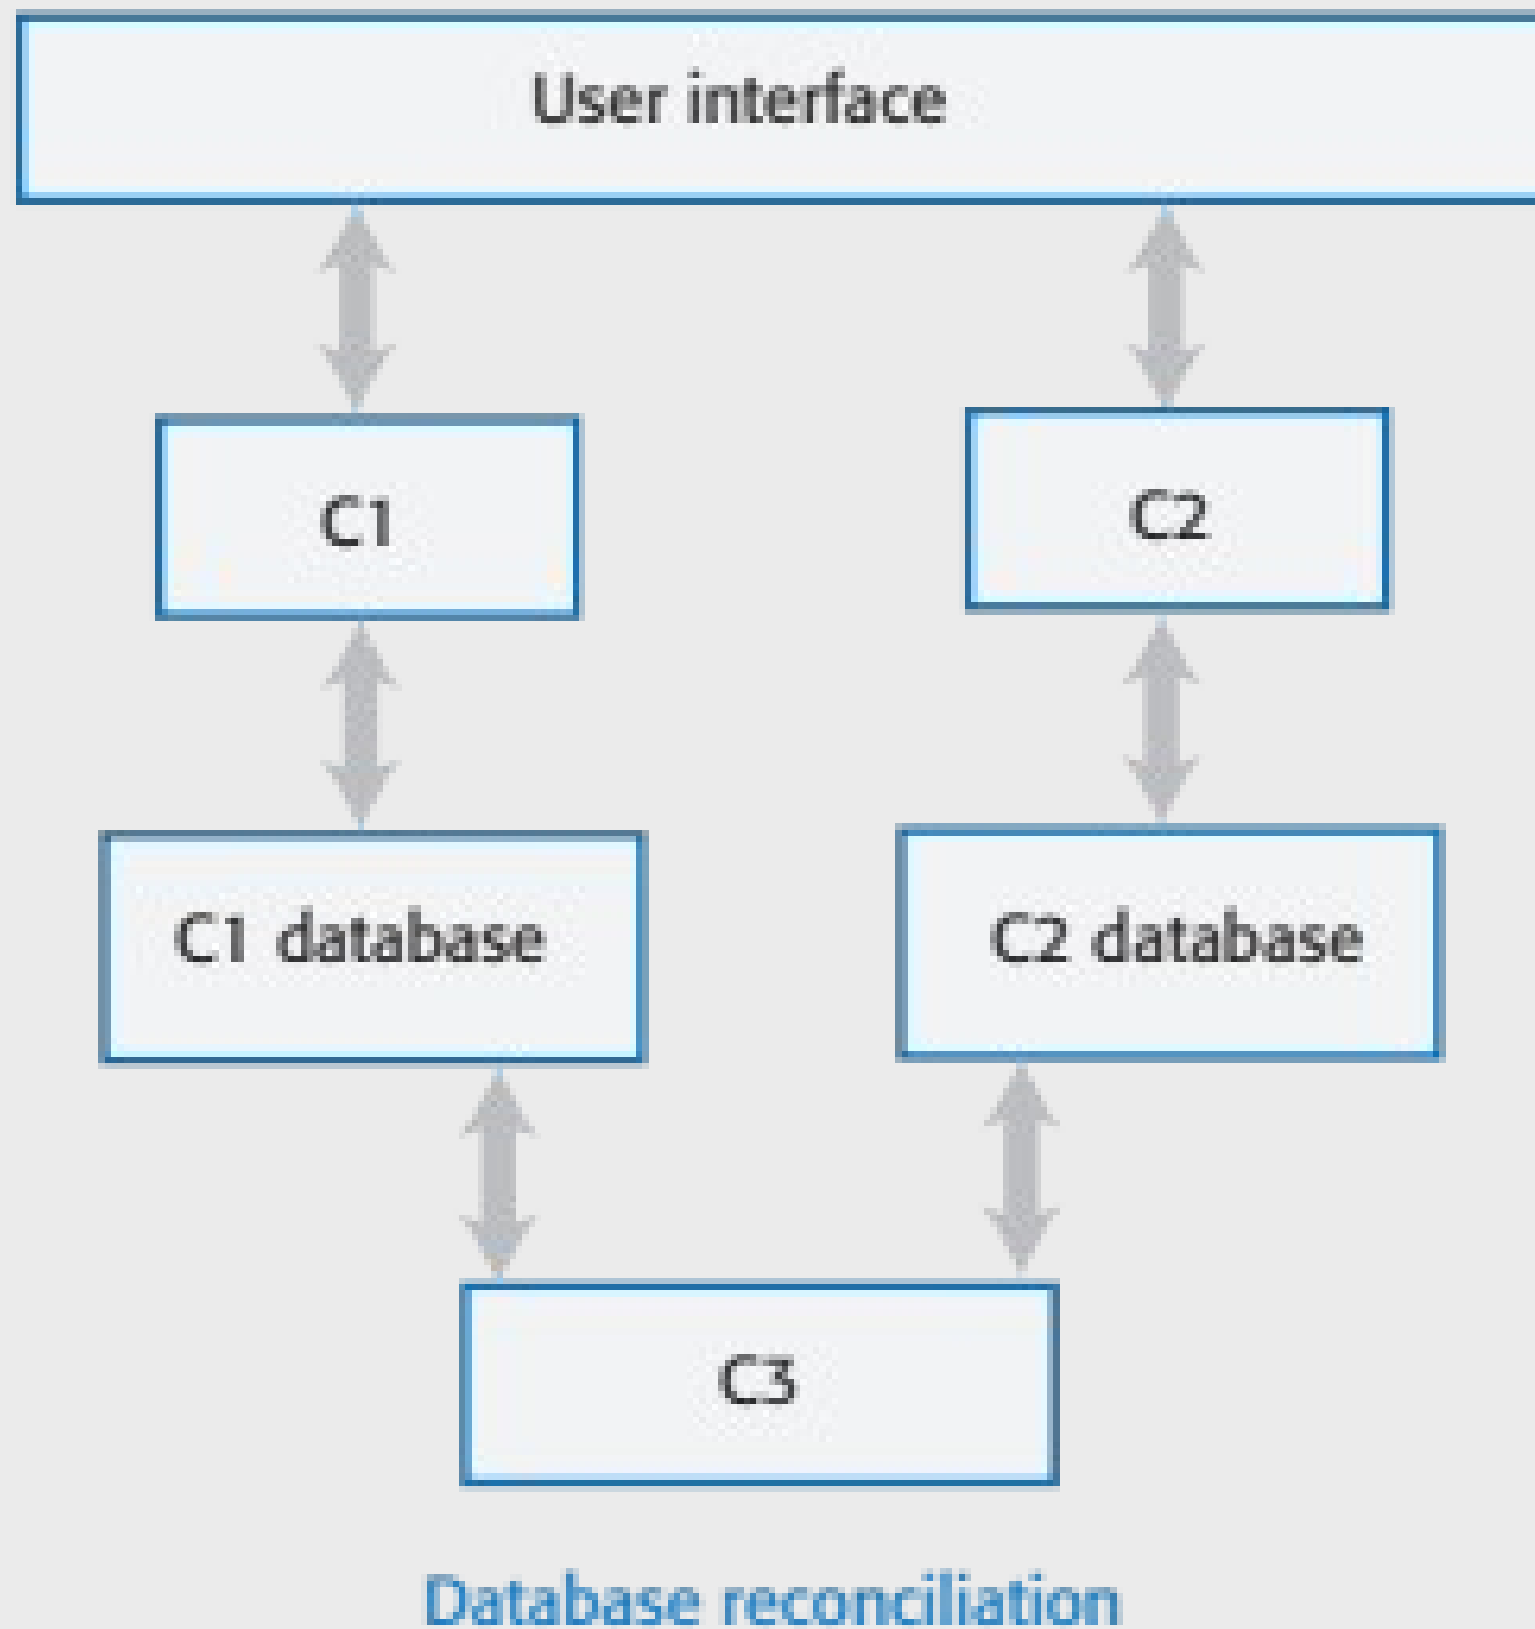 User interface
C1
C2
C1 database
C2 database
C3
Database reconciliation